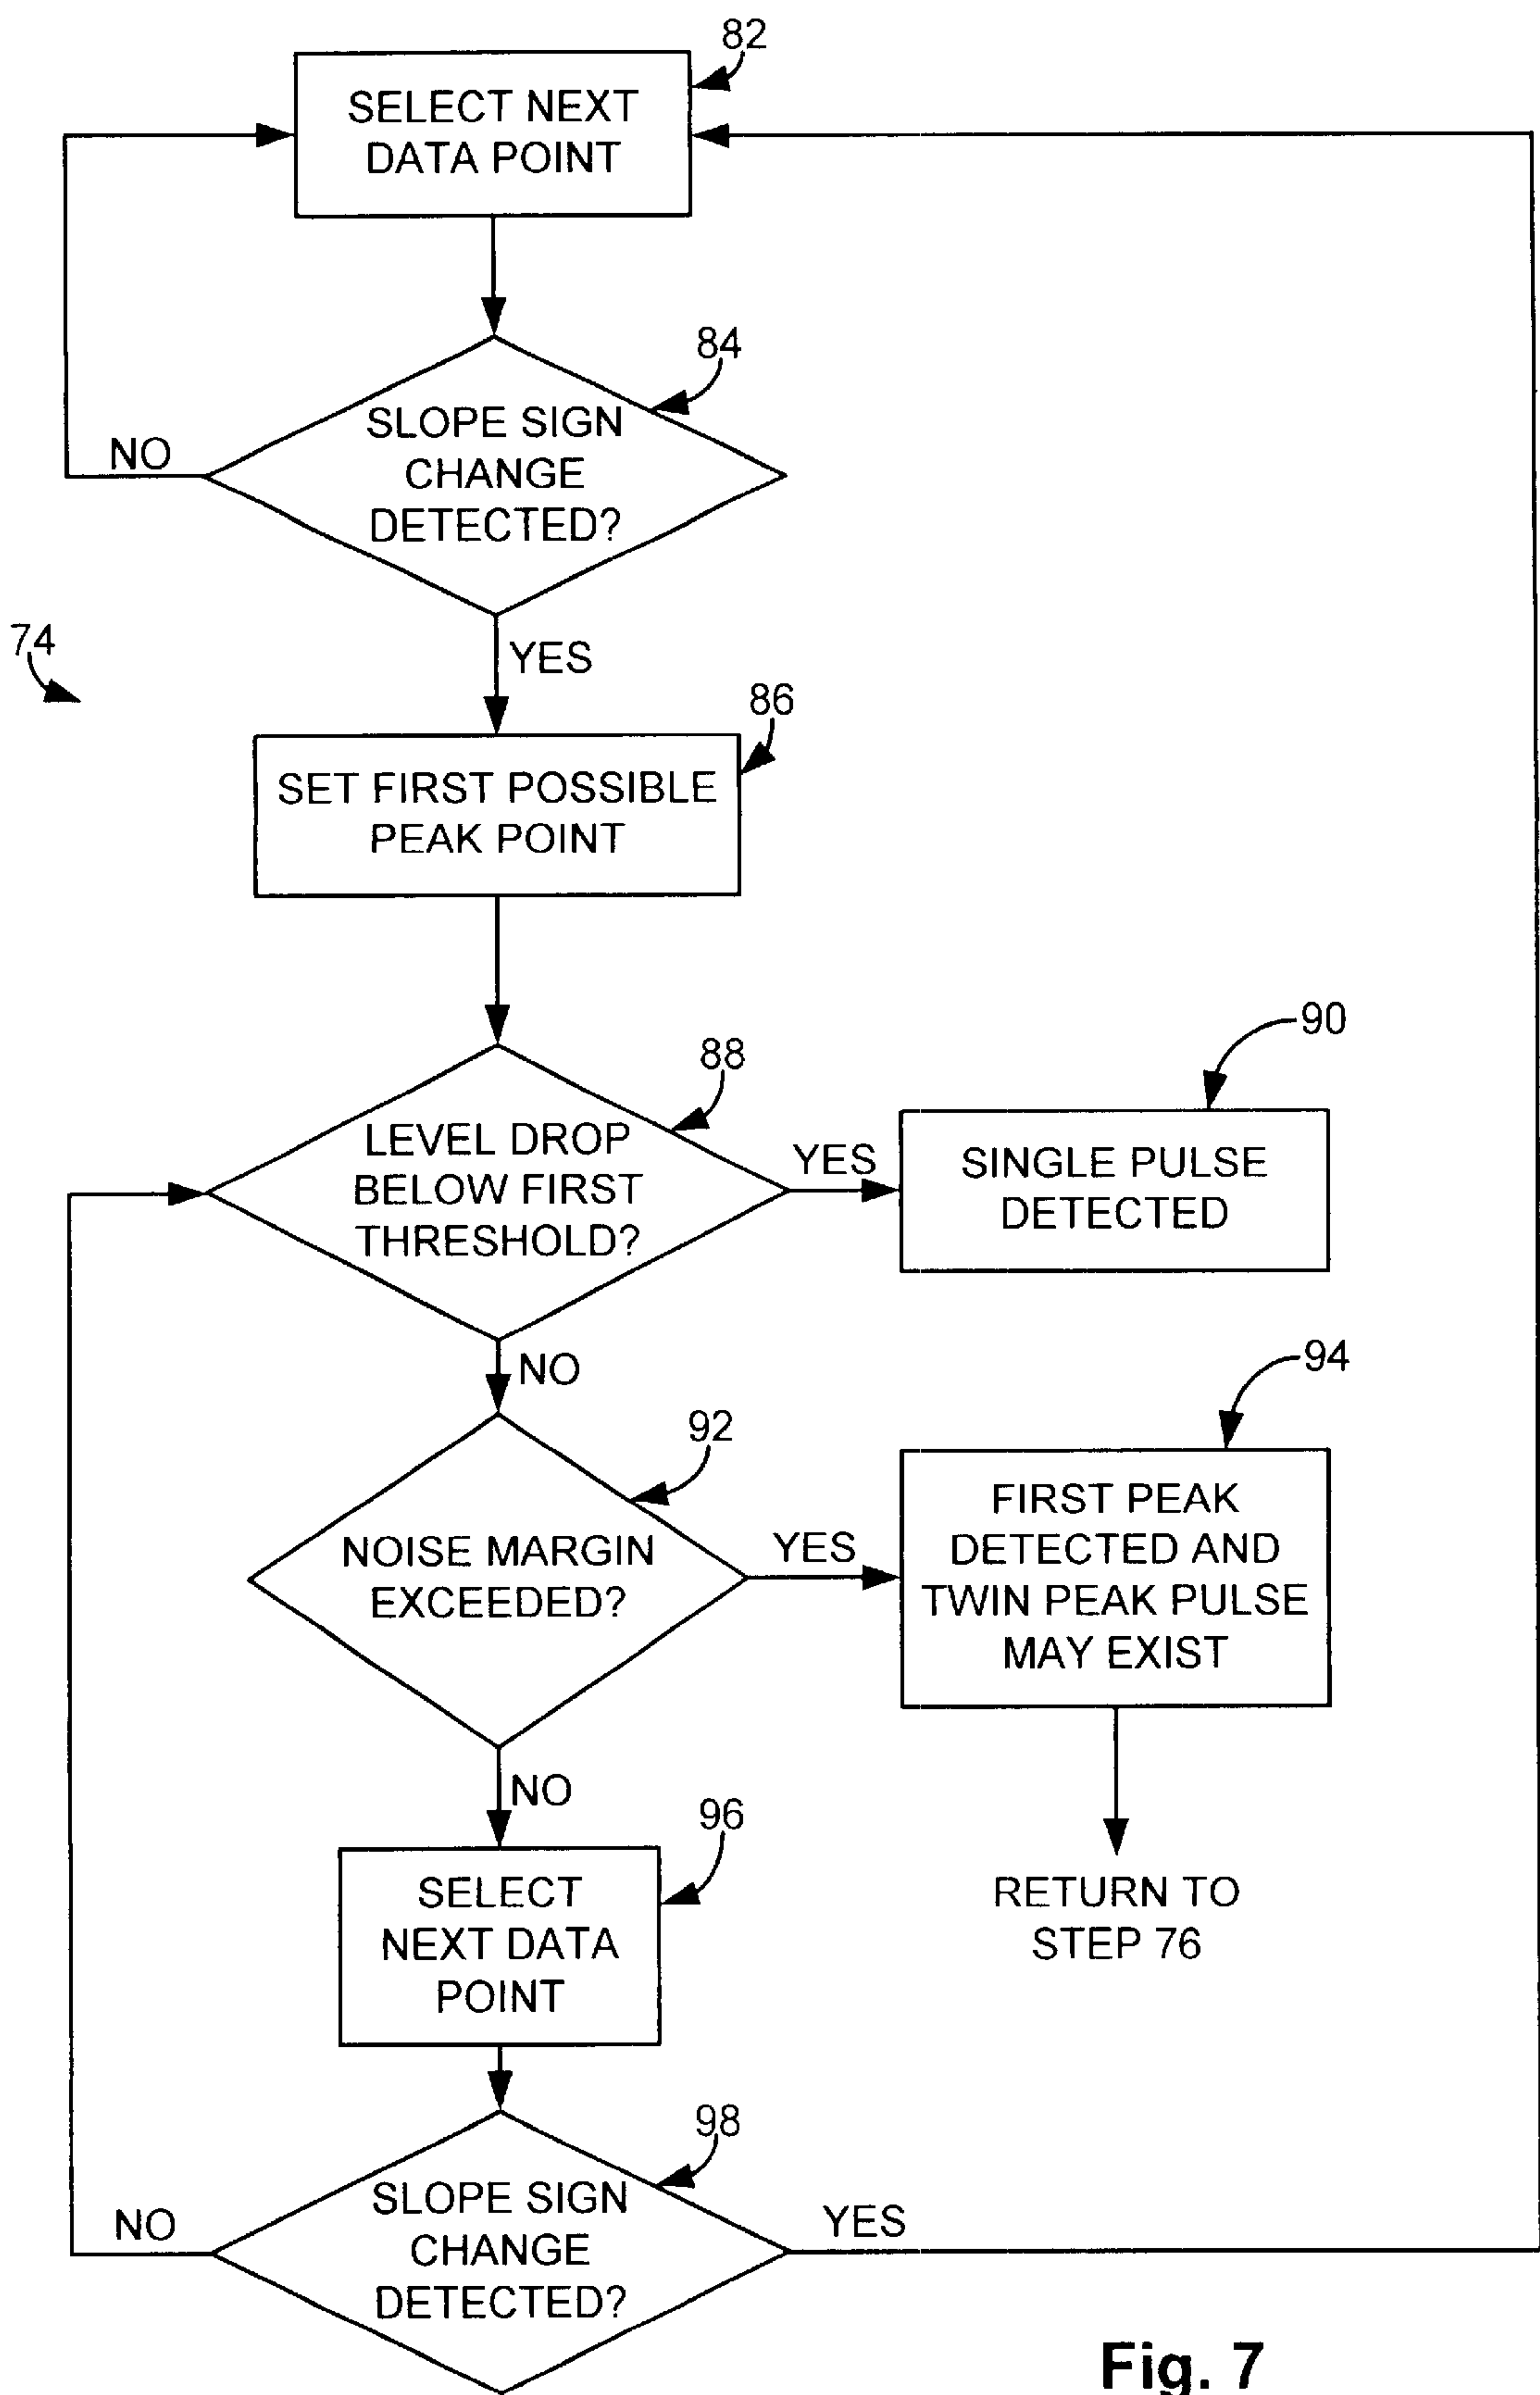 82
SELECT NEXT
DATA POINT
84
SLOPE SIGN
CHANGE
DETECTED?
NO
YES
74
86
SET FIRST POSSIBLE
PEAK POINT
88
LEVEL DROP
BELOW FIRST
THRESHOLD?
YES
90
SINGLE PULSE
DETECTED
NO
92
NOISE MARGIN
EXCEEDED?
YES
94
FIRST PEAK
DETECTED AND
TWIN PEAK PULSE
MAY EXIST
RETURN TO
STEP 76
NO
96
SELECT
NEXT DATA
POINT
98
SLOPE SIGN
CHANGE
DETECTED?
NO
YES
Fig. 7